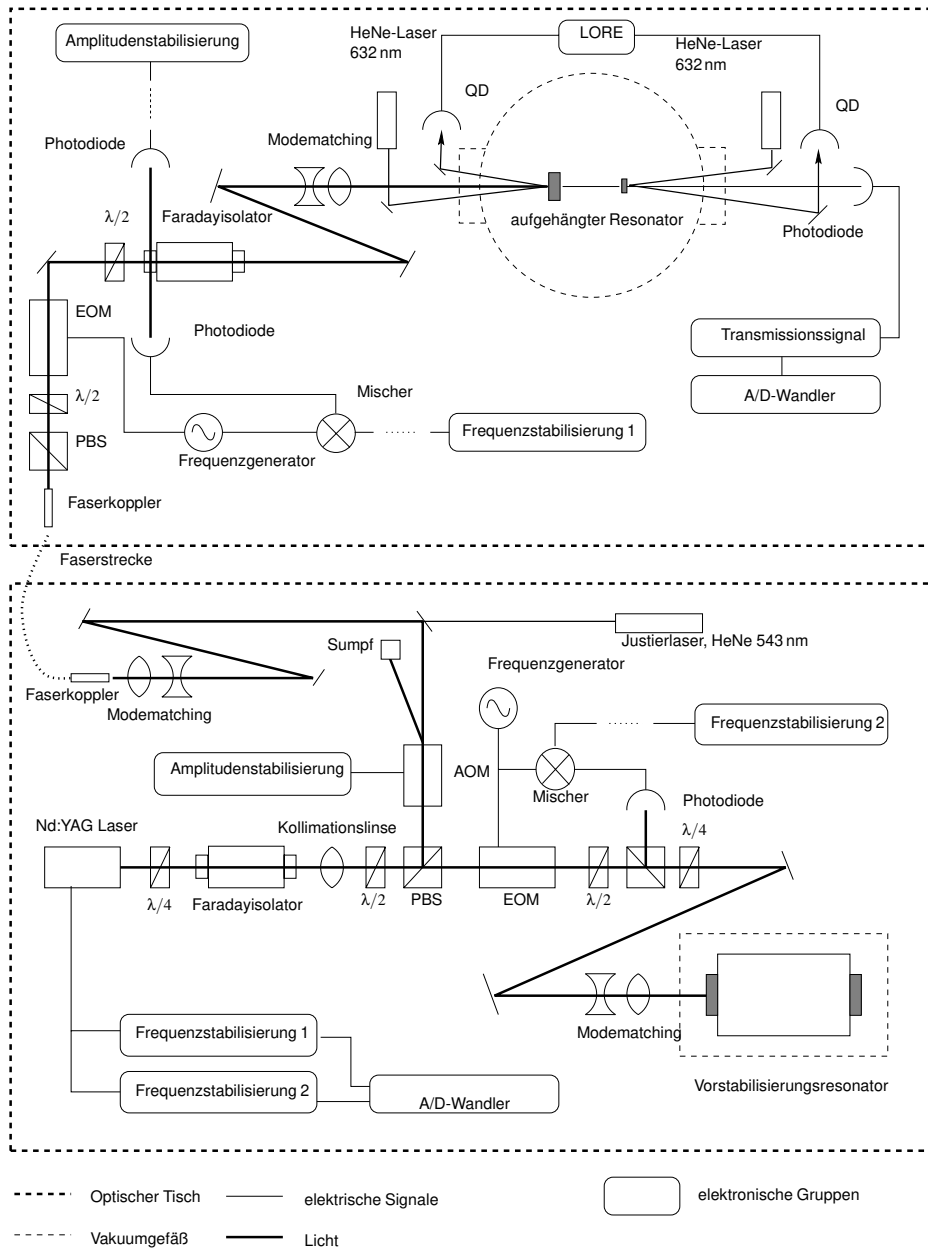 Amplitudenstabilisierung
HeNe-Laser
632 nm
LORE
HeNe-Laser
632 nm
QD
QD
Photodiode
Modematching
λ/2
Faradayisolator
aufgehängter Resonator
Photodiode
EOM
Photodiode
Transmissionssignal
λ/2
Mischer
A/D-Wandler
PBS
Frequenzgenerator
Frequenzstabilisierung 1
Faserkoppler
Faserstrecke
Sumpf
Justierlaser, HeNe 543 nm
Frequenzgenerator
Faserkoppler
Modematching
Frequenzstabilisierung 2
Amplitudenstabilisierung
AOM
Mischer
Photodiode
Nd:YAG Laser
Kollimationslinse
λ/4
λ/4
Faradayisolator
λ/2
PBS
EOM
λ/2
Modematching
Frequenzstabilisierung 1
Vorstabilisierungsresonator
Frequenzstabilisierung 2
A/D-Wandler
Optischer Tisch
elektrische Signale
elektronische Gruppen
Vakuumgefäß
Licht